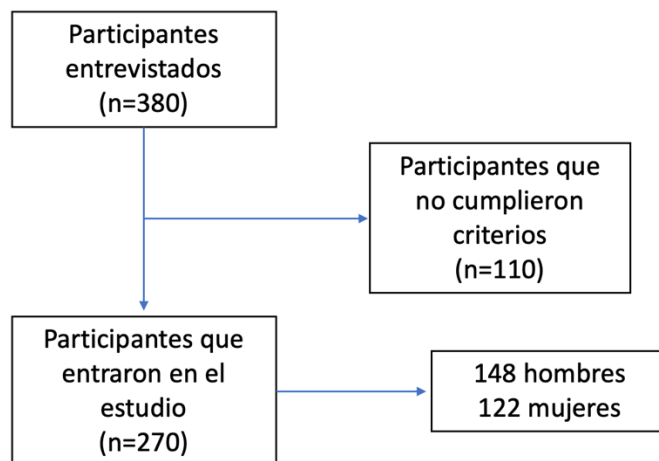 Participantes
entrevistados
(n=380)
Participantes que
no cumplieron
criterios
(n=110)
Participantes que
entraron en el
estudio
(n=270)
148 hombres
122 mujeres